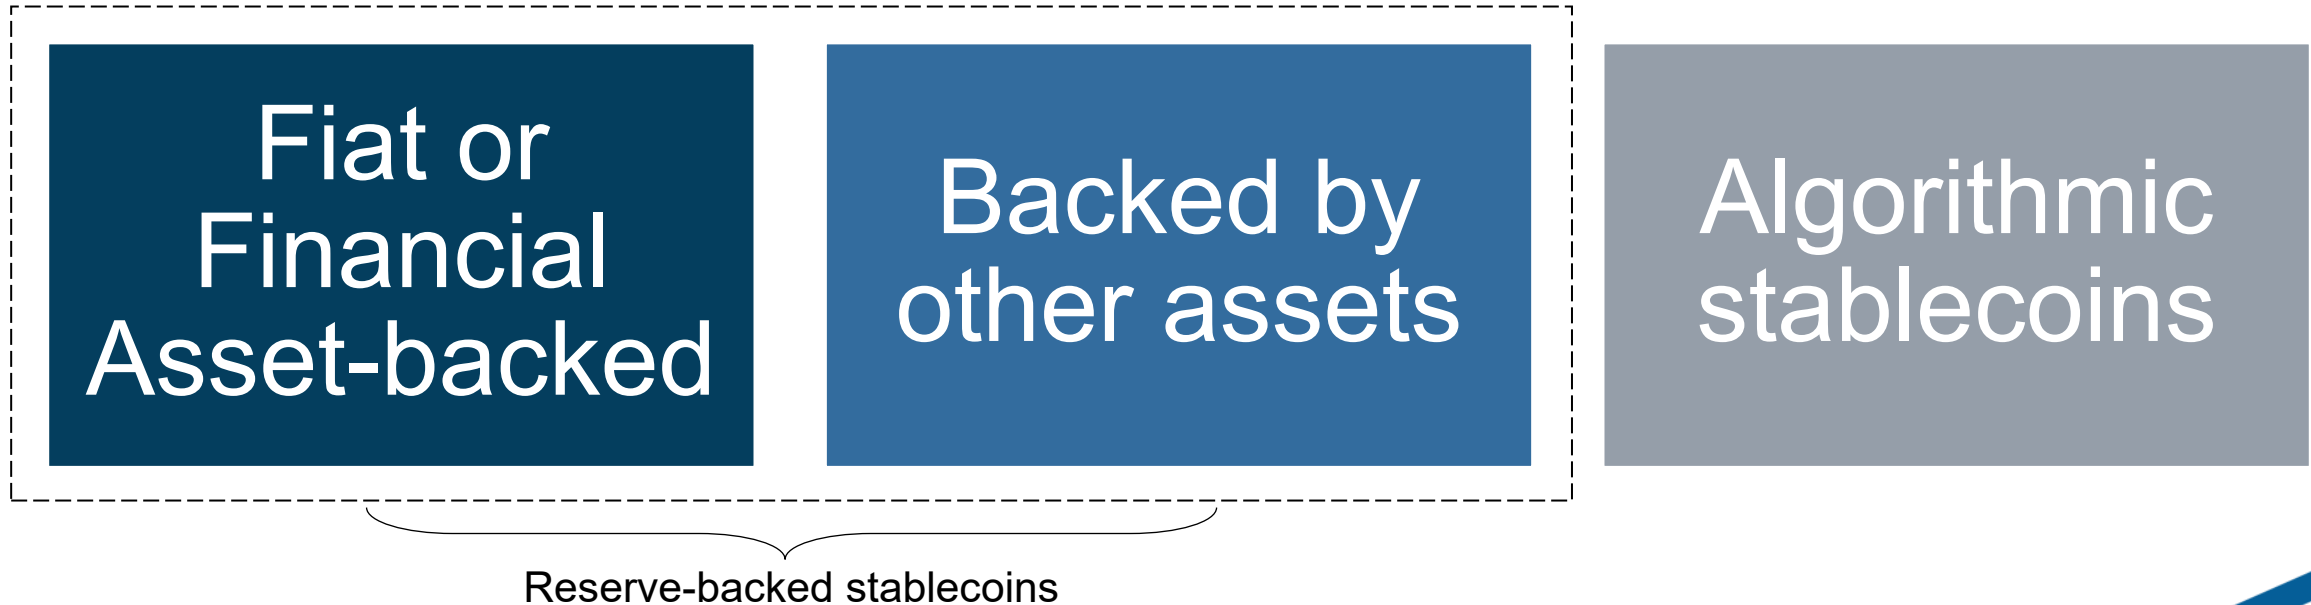 Fiat or
Financial
Asset-backed
Backed by
other assets
Algorithmic
stablecoins
Reserve-backed stablecoins